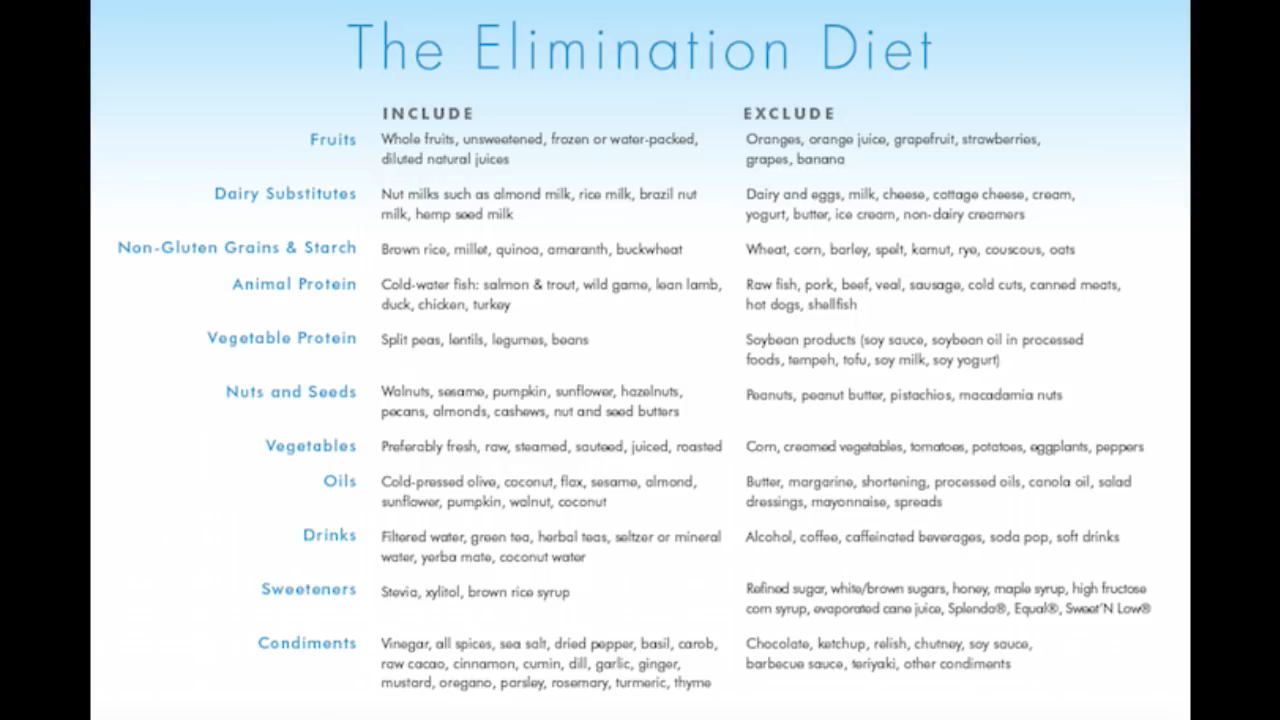 The Elimination Diet
INCLUDE EXCLUDE
Fruits Whole fruits, unsweetened, frozen or water-packed, Oranges, orange juice, grapefruit, strawberries,
diluted natural juices grapes, banana
Dairy Substitutes Nut milks such as almond milk, rice milk, brazil nut Dairy and eggs, milk, cheese, cottage cheese, cream,
milk, hemp seed milk yogurt, butter, ice cream, non-dairy creamers
Non-Gluten Grains & Starch Brown rice, millet, quinoa, amaranth, buckwheat Wheat, corn, barley, spelt, kamut, rye, couscous, oats
Animal Protein Cold-water fish: salmon & trout, wild game, lean lamb, Raw fish, pork, beef, veal, sausage, cold cuts, canned meats,
duck, chicken, turkey hot dogs, shellfish
Vegetable Protein Split peas, lentils, legumes, beans Soybean products (soy sauce, soybean oil in processed
foods, tempeh, tofu, soy milk, soy yogurt)
Nuts and Seeds Walnuts, sesame, pumpkin, sunflower, hazelnuts, Peanuts, peanut butter, pistachios, macadamia nuts
pecans, almonds, cashews, nut and seed butters
Vegetables Preferably fresh, raw, steamed, sauteed, juiced, roasted Corn, creamed vegetables, tomatoes, potatoes, eggplants, peppers
Oils Cold-pressed olive, coconut, flax, sesame, almond, Butter, margarine, shortening, processed oils, canola oil, salad
sunflower, pumpkin, walnut, coconut dressings, mayonnaise, spreads
Drinks Filtered water, green tea, herbal teas, seltzer or mineral Alcohol, coffee, caffeinated beverages, soda pop, soft drinks
water, yerba mate, coconut water
Sweeteners Stevia, xylitol, brown rice syrup Refined sugar, white/brown sugars, honey, maple syrup, high fructose
corn syrup, evaporated cane juice, Splenda®, Equal®, Sweet'N Low®
Condiments Vinegar, all spices, sea salt, dried pepper, basil, carob, Chocolate, ketchup, relish, chutney, soy sauce,
raw cacao, cinnamon, cumin, dill, garlic, ginger, barbecue sauce, teriyaki, other condiments
mustard, oregano, parsley, rosemary, turmeric, thyme